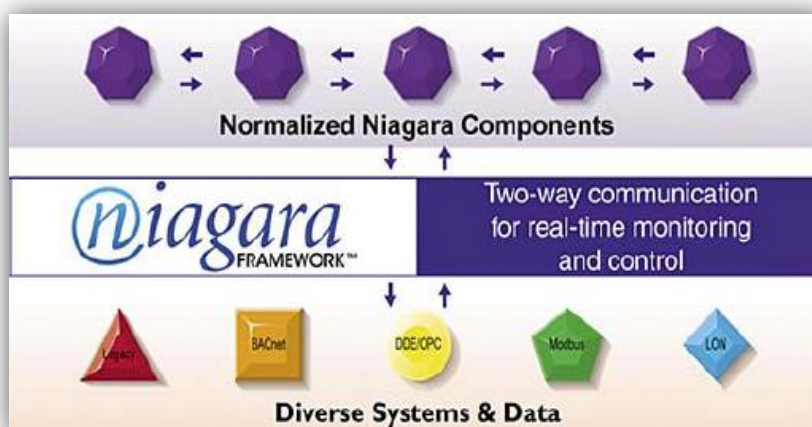 Normalized Niagara Components
niagara
FRAMEWORK™
Two-way communication
for real-time monitoring
and control
Legacy
BACnet
DDE/OPC
Modbus
LON
Diverse Systems & Data